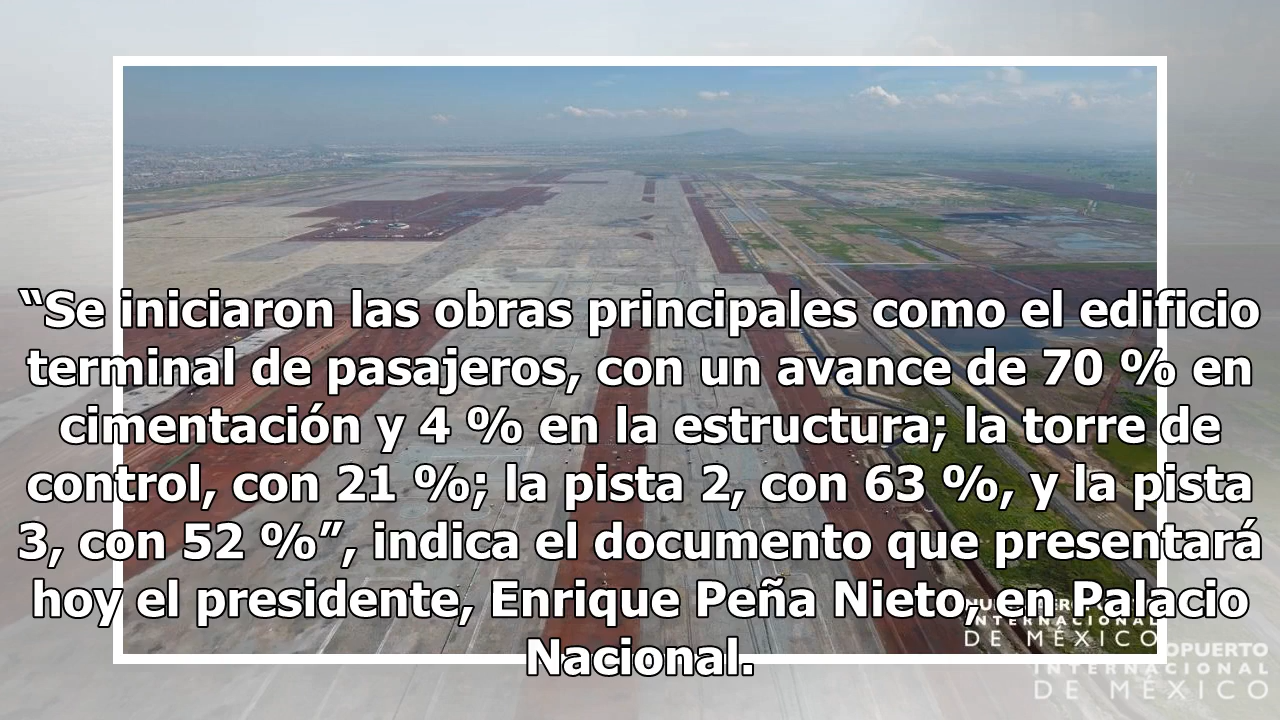 “Se iniciaron las obras principales como el edificio
terminal de pasajeros, con un avance de 70 % en
cimentación y 4 % en la estructura; la torre de
control, con 21 %; la pista 2, con 63 %, y la pista
3, con 52 %”, indica el documento que presentará
hoy el presidente, Enrique Peña Nieto, en Palacio
Nacional.
INTERNACIONAL
DE MÉXICO
OPUERTO
INTERNACIONAL
DE MÉXICO